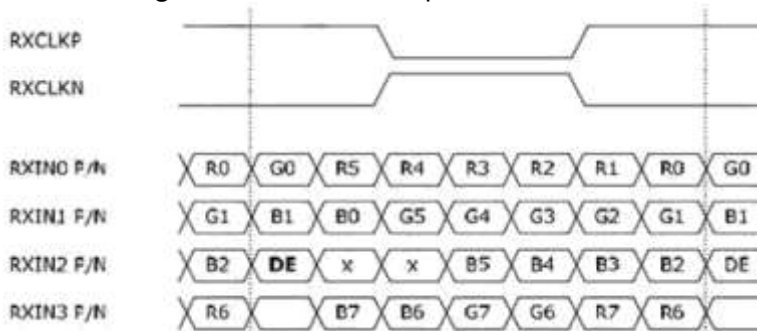 RXCLKP
RXCLKN
RXIN0 P/N R0 G0 R5 R4 R3 R2 R1 R0 G0
RXIN1 P/N G1 B1 B0 G5 G4 G3 G2 G1 B1
RXIN2 P/N B2 DE x x B5 B4 B3 B2 DE
RXIN3 P/N R6 B7 B6 G7 G6 R7 R6